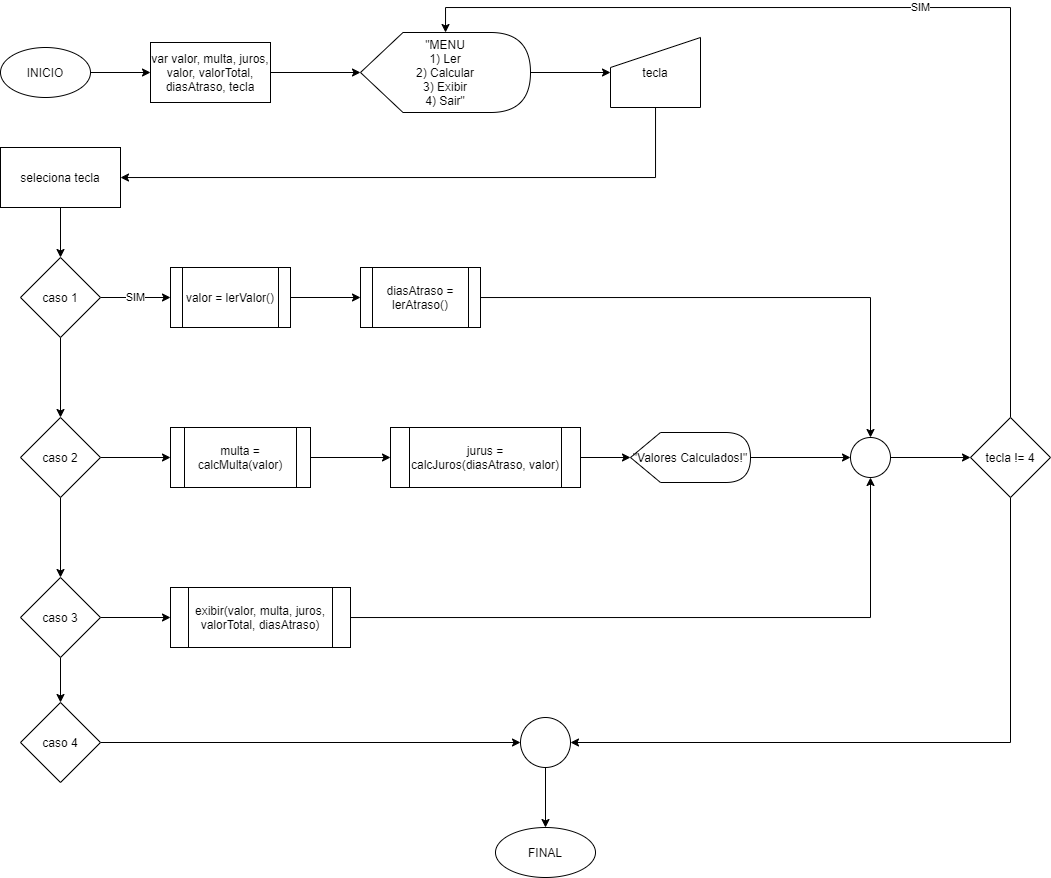 SIM
INICIO
var valor, multa, juros,
valor, valorTotal,
diasAtraso, tecla
"MENU
1) Ler
2) Calcular
3) Exibir
4) Sair"
tecla
seleciona tecla
caso 1
SIM
valor = lerValor()
diasAtraso =
lerAtraso()
caso 2
multa =
calcMulta(valor)
jurus =
calcJuros(diasAtraso, valor)
"Valores Calculados!"
tecla != 4
caso 3
exibir(valor, multa, juros,
valorTotal, diasAtraso)
caso 4
FINAL